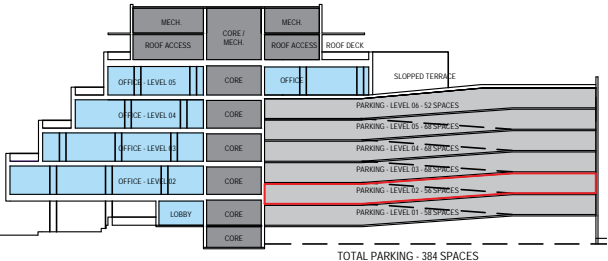 MECH.
CORE /
MECH.
MECH.
ROOF ACCESS
ROOF ACCESS
ROOF DECK
SLOPPED TERRACE
OFFICE - LEVEL 05
CORE
OFFICE
PARKING - LEVEL 06 - 52 SPACES
OFFICE - LEVEL 04
CORE
PARKING - LEVEL 05 - 68 SPACES
OFFICE - LEVEL 03
CORE
PARKING - LEVEL 04 - 68 SPACES
PARKING - LEVEL 03 - 68 SPACES
OFFICE - LEVEL 02
CORE
PARKING - LEVEL 02 - 56 SPACES
LOBBY
CORE
PARKING - LEVEL 01 - 58 SPACES
CORE
TOTAL PARKING - 384 SPACES